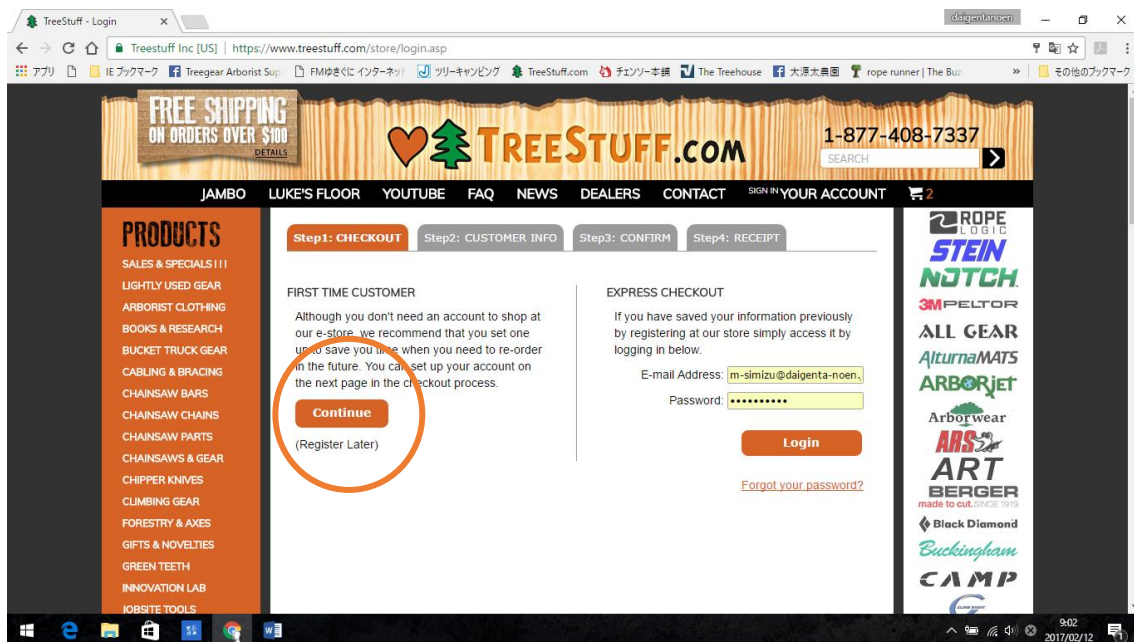 TreeStuff - Login
daigentanoen
Treestuff Inc [US] | https://www.treestuff.com/store/login.asp
アプリ
IE ブックマーク
Treegear Arborist Sup
FMゆきぐに インターネット
ツリーキャンピング
TreeStuff.com
チェンソー本舗
The Treehouse
大源太農園
rope runner | The Buz
»
その他のブックマーク
FREE SHIPPING
ON ORDERS OVER $100
DETAILS
TREESTUFF.COM
1-877-408-7337
SEARCH
JAMBO LUKE'S FLOOR YOUTUBE FAQ NEWS DEALERS CONTACT SIGN IN YOUR ACCOUNT 2
PRODUCTS
SALES & SPECIALS!!!
LIGHTLY USED GEAR
ARBORIST CLOTHING
BOOKS & RESEARCH
BUCKET TRUCK GEAR
CABLING & BRACING
CHAINSAW BARS
CHAINSAW CHAINS
CHAINSAW PARTS
CHAINSAWS & GEAR
CHIPPER KNIVES
CLIMBING GEAR
FORESTRY & AXES
GIFTS & NOVELTIES
GREEN TEETH
INNOVATION LAB
JOBSITE TOOLS
Step1: CHECKOUT Step2: CUSTOMER INFO Step3: CONFIRM Step4: RECEIPT
FIRST TIME CUSTOMER
Although you don't need an account to shop at
our e-store, we recommend that you set one
up to save you time when you need to re-order
in the future. You can set up your account on
the next page in the checkout process.
Continue
(Register Later)
EXPRESS CHECKOUT
If you have saved your information previously
by registering at our store simply access it by
logging in below.
E-mail Address: m-simizu@daigenta-noen.
Password: ••••••••••
Login
Forgot your password?
ROPE
LOGIC
STEIN
NOTCH
3M PELTOR
ALL GEAR
AlturnaMATS
ARBORjet
Arborwear
ARS
ART
BERGER
made to cut. SINCE 1919
Black Diamond
Buckingham
CAMP
9:02
2017/02/12